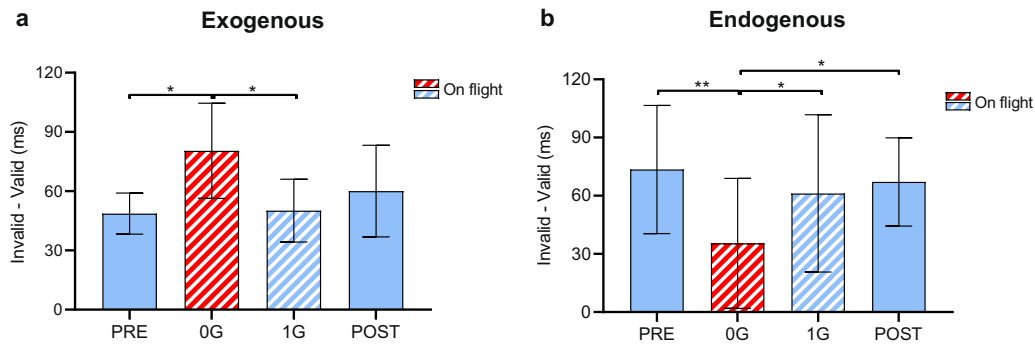 a
Exogenous
Invalid - Valid (ms)
120
90
60
30
0
* *
On flight
PRE 0G 1G POST
b
Endogenous
Invalid - Valid (ms)
120
90
60
30
0
*
** *
On flight
PRE 0G 1G POST